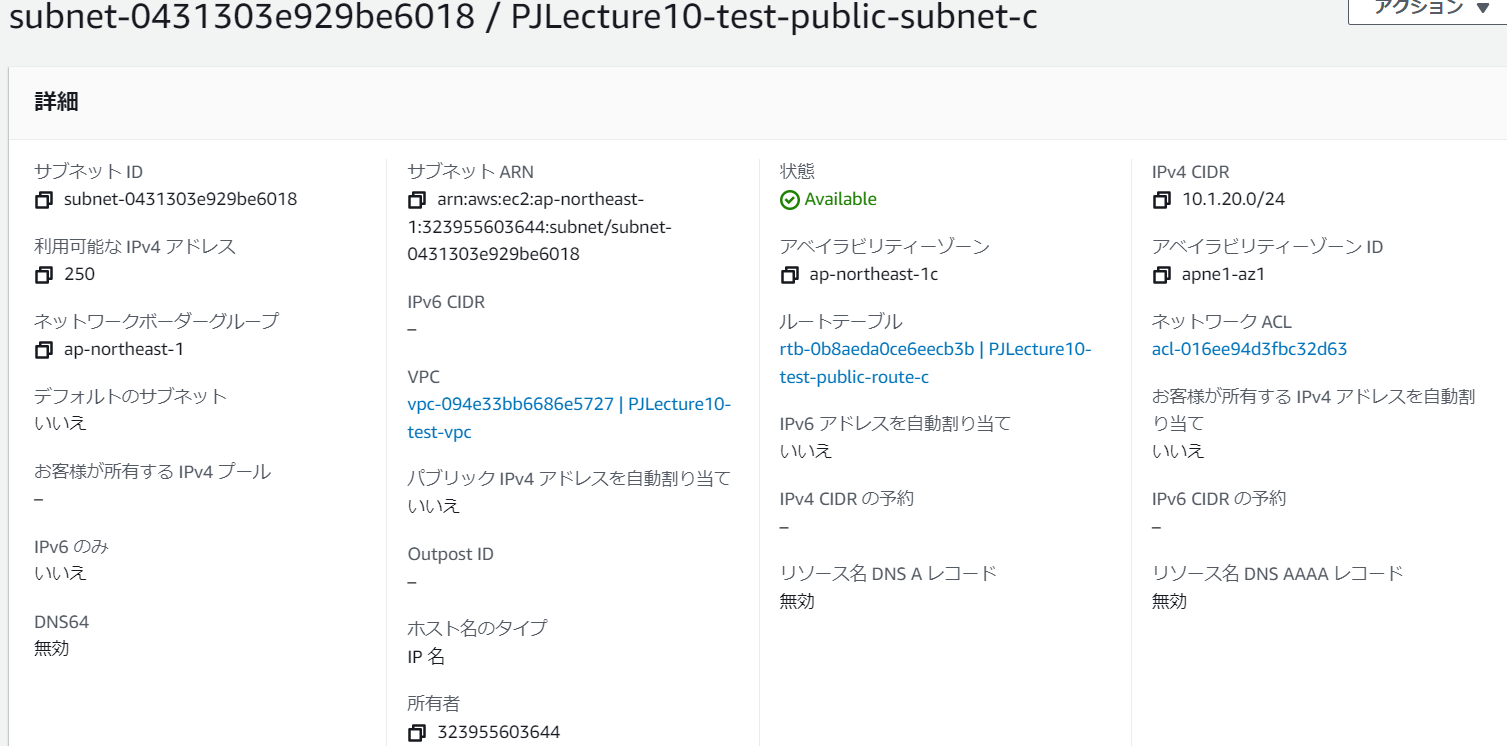 subnet-0431303e929be6018 / PJLecture10-test-public-subnet-c
アクション ▼
詳細
サブネット ID
subnet-0431303e929be6018
利用可能な IPv4 アドレス
250
ネットワークボーダーグループ
ap-northeast-1
デフォルトのサブネット
いいえ
お客様が所有する IPv4 プール
–
IPv6 のみ
いいえ
DNS64
無効
サブネット ARN
arn:aws:ec2:ap-northeast-
1:323955603644:subnet/subnet-
0431303e929be6018
IPv6 CIDR
–
VPC
vpc-094e33bb6686e5727 | PJLecture10-
test-vpc
パブリック IPv4 アドレスを自動割り当て
いいえ
Outpost ID
–
ホスト名のタイプ
IP 名
所有者
323955603644
状態
Available
アベイラビリティーゾーン
ap-northeast-1c
ルートテーブル
rtb-0b8aeda0ce6eecb3b | PJLecture10-
test-public-route-c
IPv6 アドレスを自動割り当て
いいえ
IPv4 CIDR の予約
–
リソース名 DNS A レコード
無効
IPv4 CIDR
10.1.20.0/24
アベイラビリティーゾーン ID
apne1-az1
ネットワーク ACL
acl-016ee94d3fbc32d63
お客様が所有する IPv4 アドレスを自動割
り当て
いいえ
IPv6 CIDR の予約
–
リソース名 DNS AAAA レコード
無効